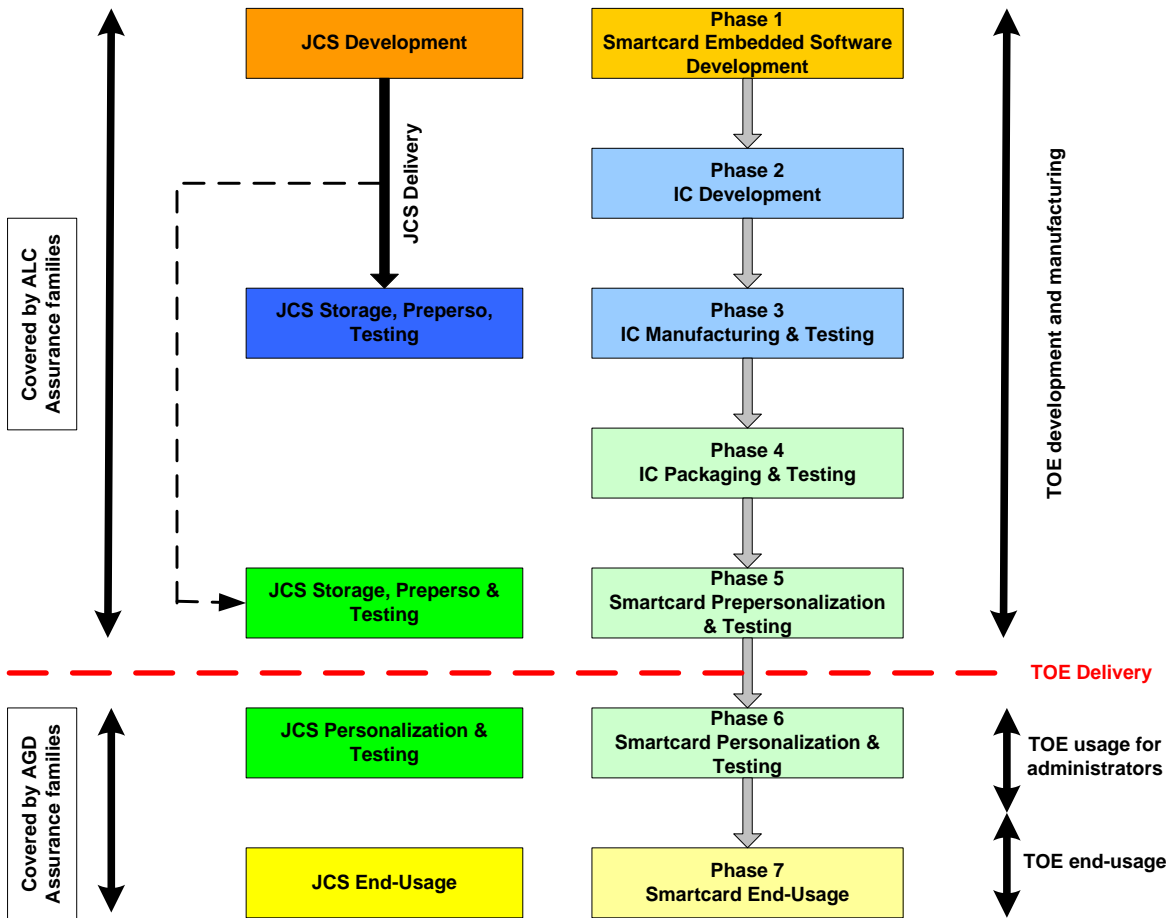 JCS Development
Phase 1
Smartcard Embedded Software
Development
JCS Delivery
Phase 2
IC Development
Covered by ALC
Assurance families
TOE development and manufacturing
JCS Storage, Preperso,
Testing
Phase 3
IC Manufacturing & Testing
Phase 4
IC Packaging & Testing
JCS Storage, Preperso &
Testing
Phase 5
Smartcard Prepersonalization
& Testing
TOE Delivery
Covered by AGD
Assurance families
JCS Personalization &
Testing
Phase 6
Smartcard Personalization &
Testing
TOE usage for
administrators
JCS End-Usage
Phase 7
Smartcard End-Usage
TOE end-usage